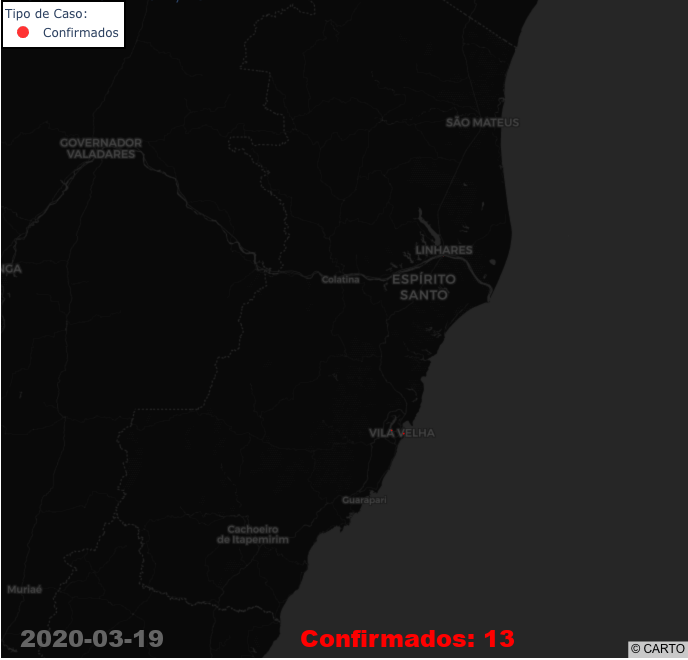 Tipo de Caso:
Confirmados
SÃO MATEUS
GOVERNADOR
VALADARES
LINHARES
NGA
Colatina
ESPÍRITO
SANTO
VILA VELHA
Guarapari
Cachoeiro
de Itapemirim
Muriaé
2020-03-19
Confirmados: 13
© CARTO